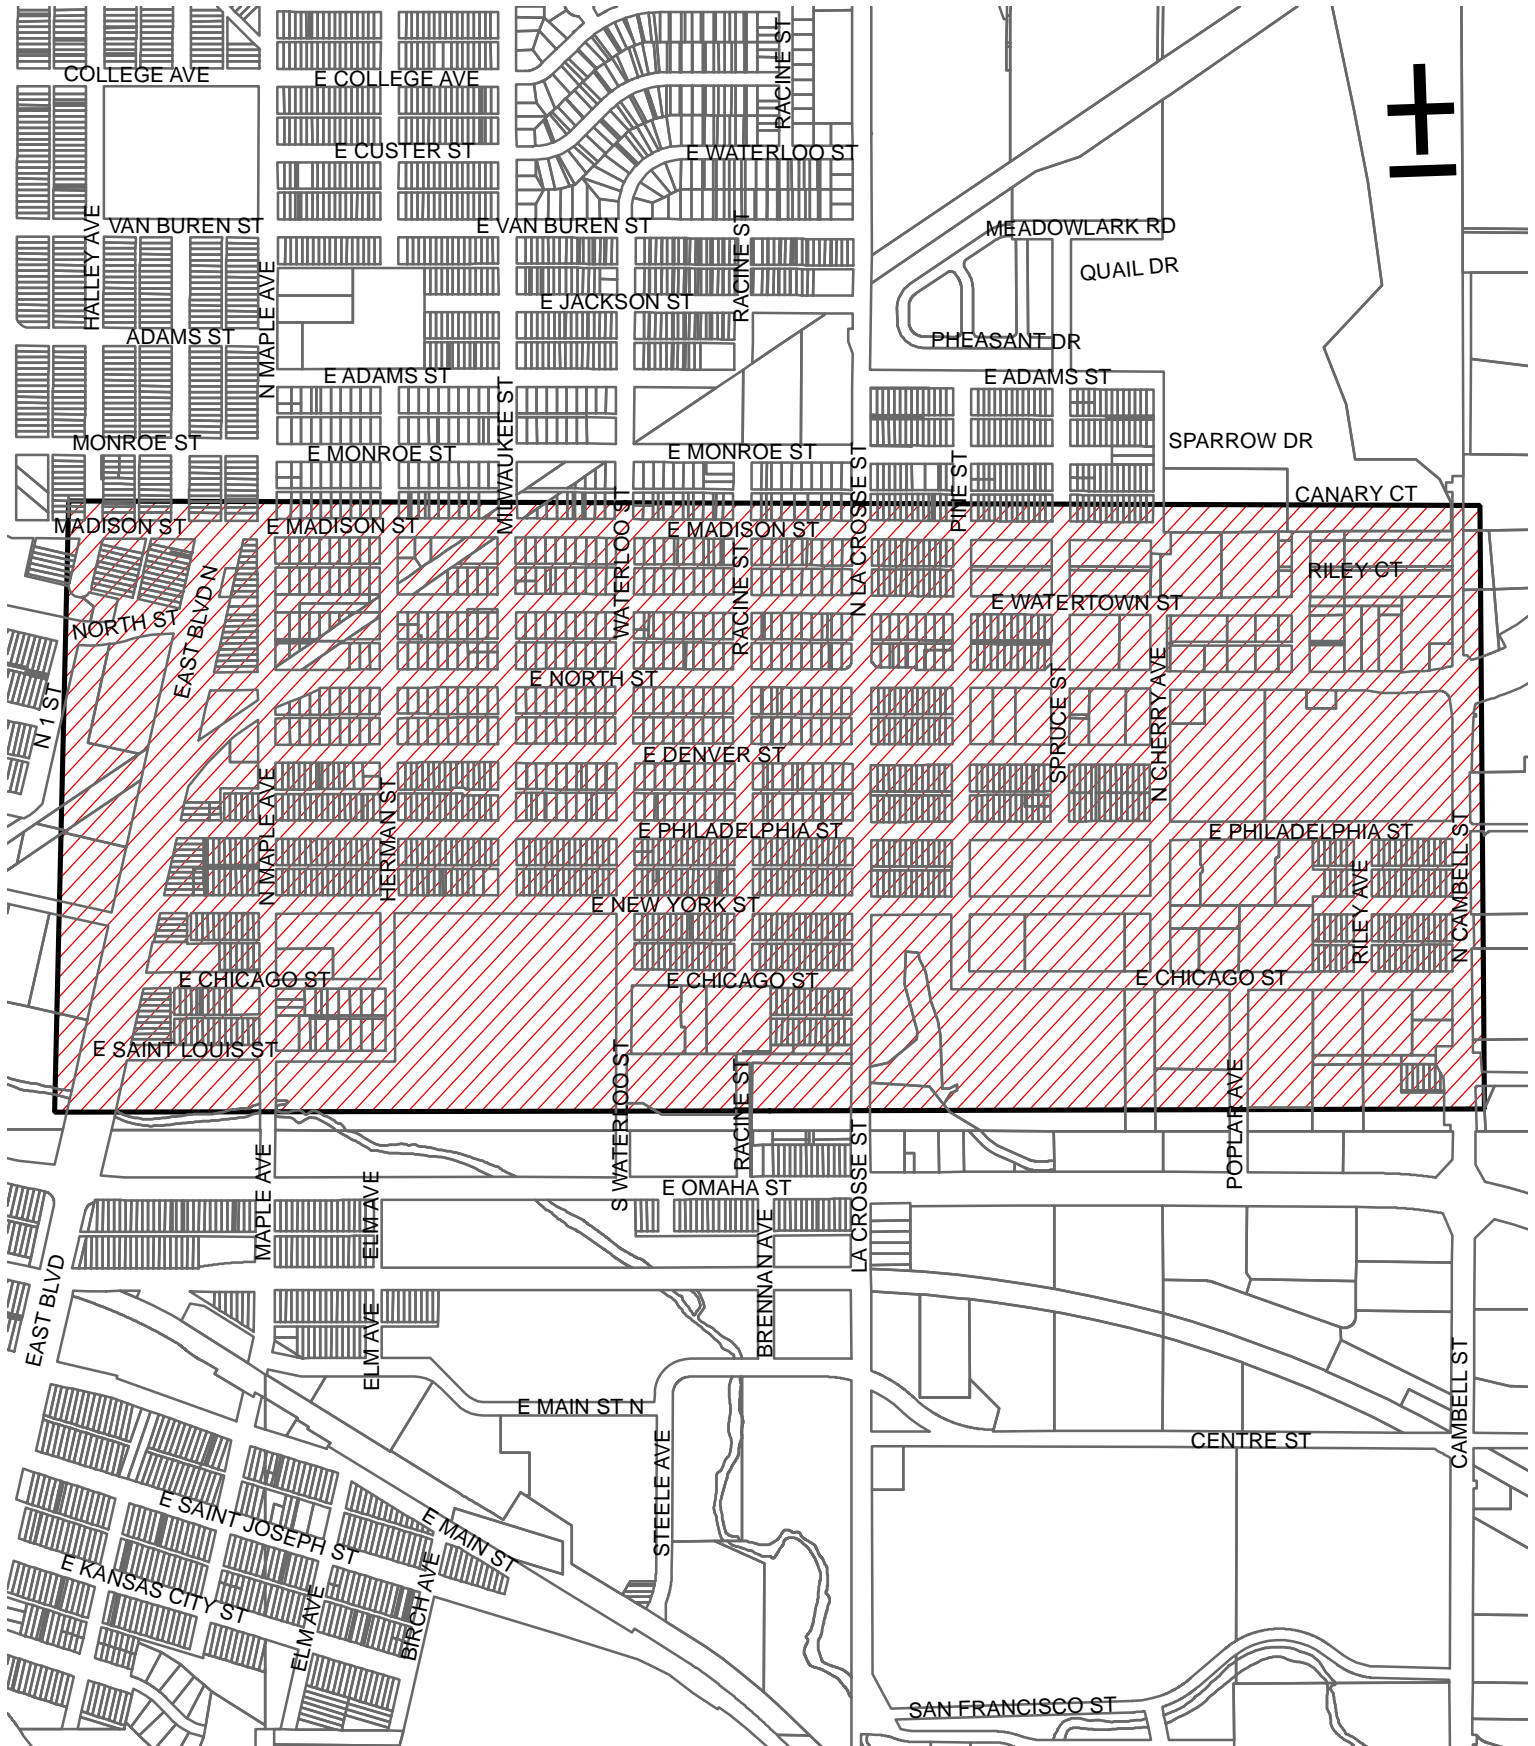 COLLEGE AVE
E COLLEGE AVE
RACINE ST
E CUSTER ST
E WATERLOO ST
HALLEY AVE
VAN BUREN ST
E VAN BUREN ST
RACINE ST
MEADOWLARK RD
QUAIL DR
N MAPLE AVE
E JACKSON ST
ADAMS ST
PHEASANT DR
E ADAMS ST
E ADAMS ST
MILWAUKEE ST
MONROE ST
E MONROE ST
E MONROE ST
N LA CROSSE ST
PINE ST
SPARROW DR
CANARY CT
MADISON ST
E MADISON ST
WATERLOO ST
E MADISON ST
RACINE ST
RILEY CT
NORTH ST
EAST BLVD N
E WATERTOWN ST
N 1 ST
E NORTH ST
SPRUCE ST
N CHERRY AVE
E DENVER ST
N MAPLE AVE
HERMAN ST
E PHILADELPHIA ST
E PHILADELPHIA ST
E NEW YORK ST
RILEY AVE
N CAMBELL ST
E CHICAGO ST
E CHICAGO ST
E CHICAGO ST
E SAINT LOUIS ST
S WATERLOO ST
RACINE ST
POPLAR AVE
MAPLE AVE
ELM AVE
E OMAHA ST
LA CROSSE ST
EAST BLVD
ELM AVE
BRENNAN AVE
CAMBELL ST
E MAIN ST N
CENTRE ST
STEELE AVE
E SAINT JOSEPH ST
E MAIN ST
E KANSAS CITY ST
ELM AVE
BIRCH AVE
SAN FRANCISCO ST